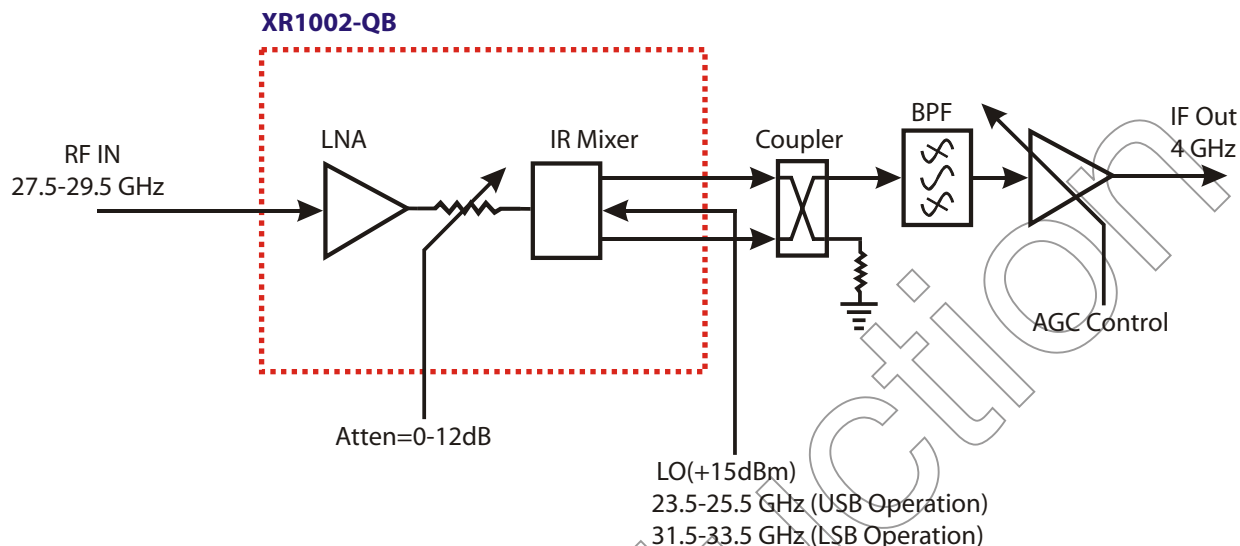 XR1002-QB
RF IN
27.5-29.5 GHz
LNA
IR Mixer
Coupler
BPF
IF Out
4 GHz
AGC Control
Atten=0-12dB
LO(+15dBm)
23.5-25.5 GHz (USB Operation)
31.5-33.5 GHz (LSB Operation)
ction